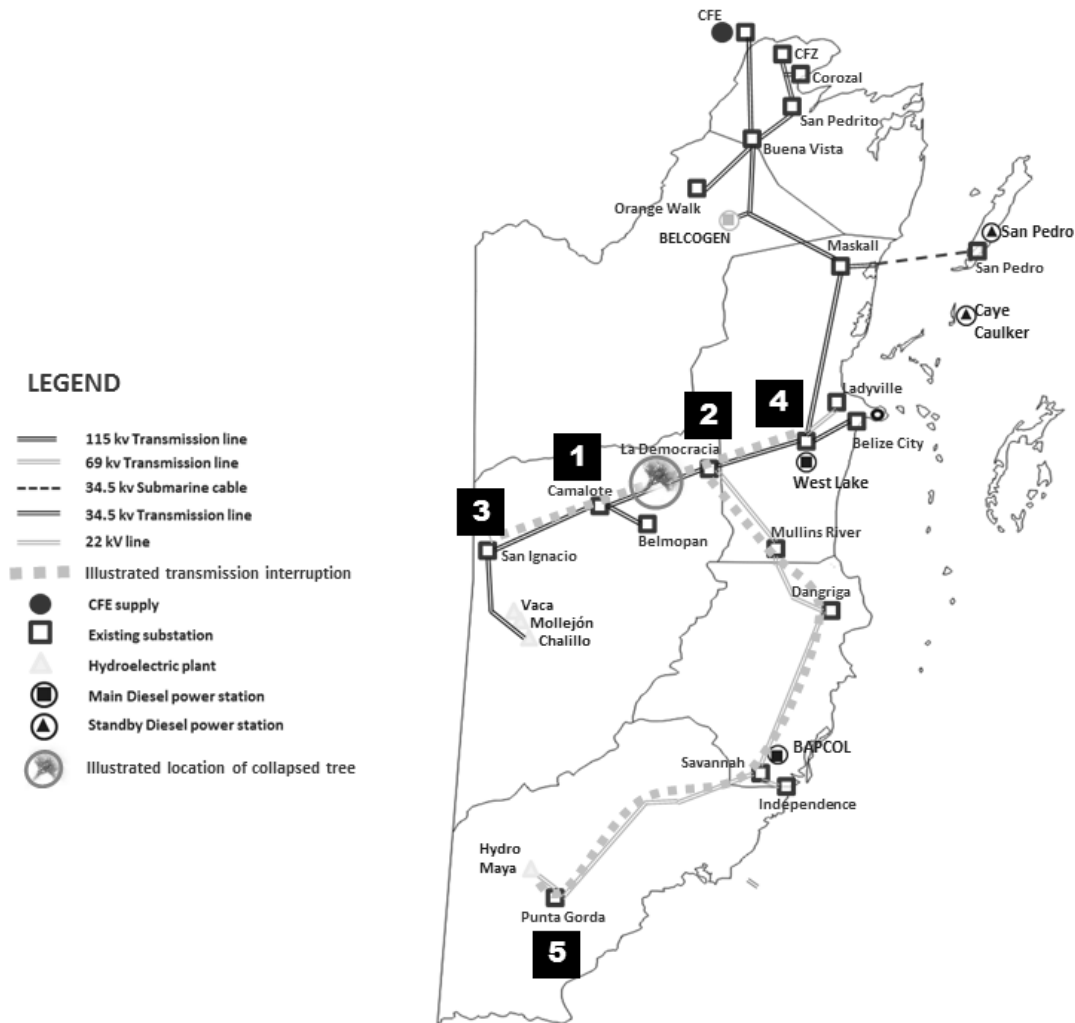 CFE
CFZ
Corozal
San Pedrito
Buena Vista
Orange Walk
BELCOGEN
Maskall
San Pedro
San Pedro
Caye
Caulker
LEGEND
115 kv Transmission line
69 kv Transmission line
34.5 kv Submarine cable
34.5 kv Transmission line
22 kV line
Illustrated transmission interruption
CFE supply
Existing substation
Hydroelectric plant
Main Diesel power station
Standby Diesel power station
Illustrated location of collapsed tree
Ladyville
4
2
Belize City
La Democracia
1
West Lake
Camalote
3
San Ignacio
Belmopan
Mullins River
Dangriga
Vaca
Mollejón
Chalillo
BAPCOL
Savannah
Independence
Hydro
Maya
Punta Gorda
5